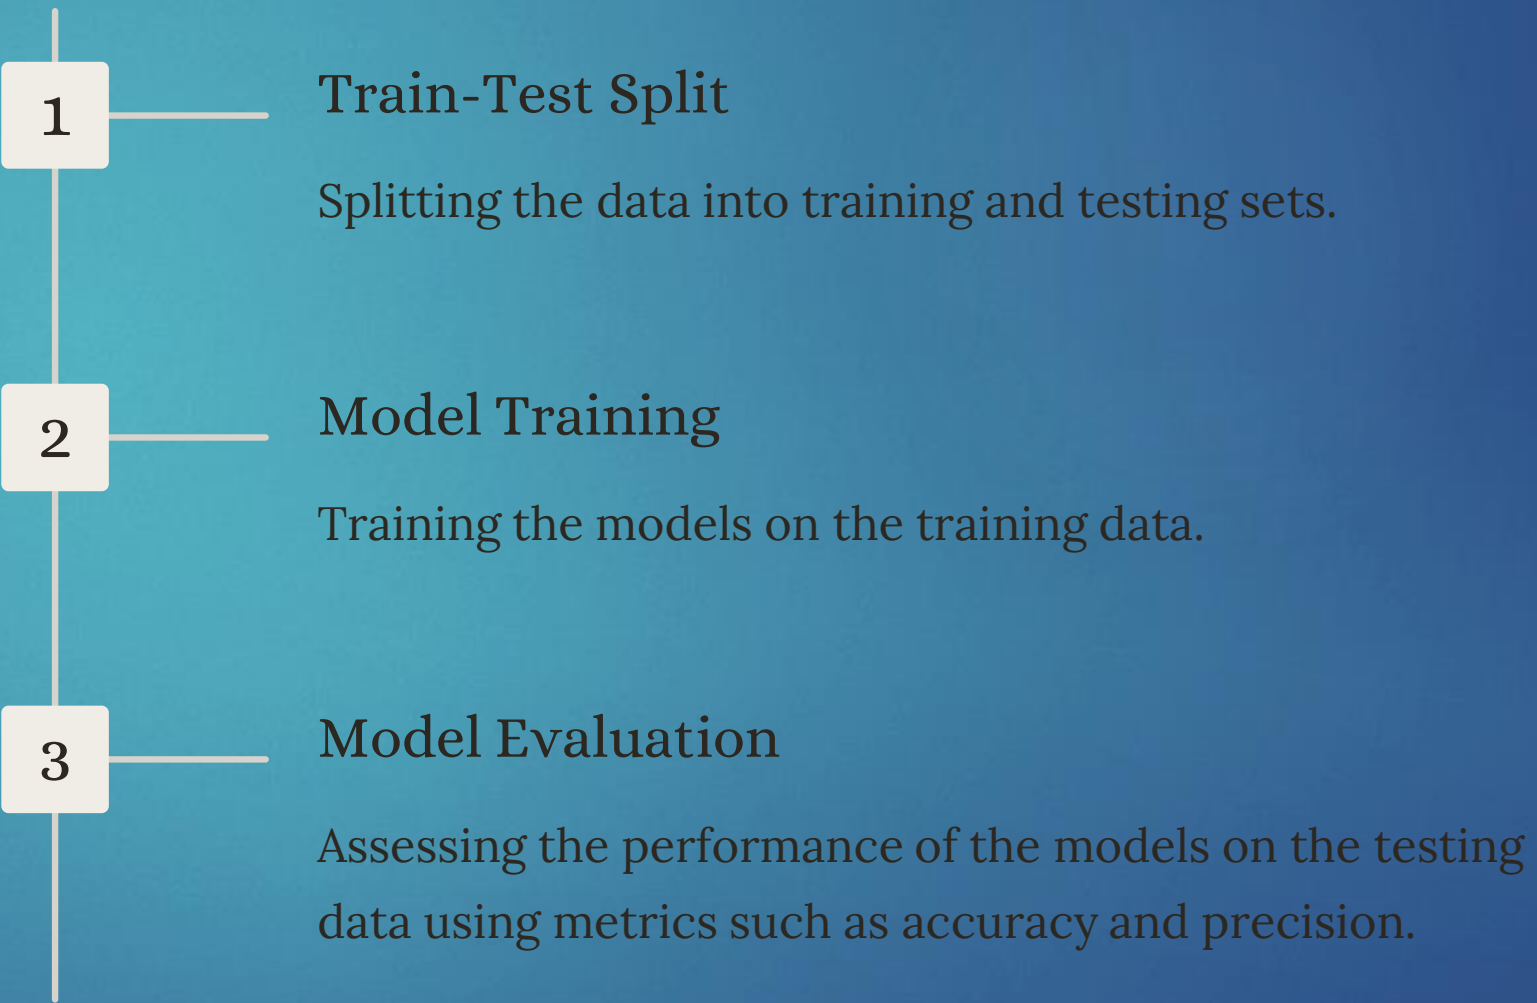 1
Train-Test Split
Splitting the data into training and testing sets.
2
Model Training
Training the models on the training data.
3
Model Evaluation
Assessing the performance of the models on the testing
data using metrics such as accuracy and precision.